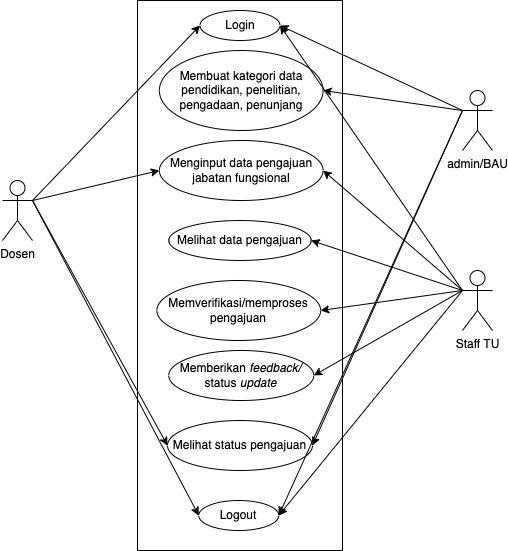 Login
Membuat kategori data
pendidikan, penelitian,
pengadaan, penunjang
admin/BAU
Menginput data pengajuan
jabatan fungsional
Dosen
Melihat data pengajuan
Memverifikasi/memproses
pengajuan
Staff TU
Memberikan feedback/
status update
Melihat status pengajuan
Logout